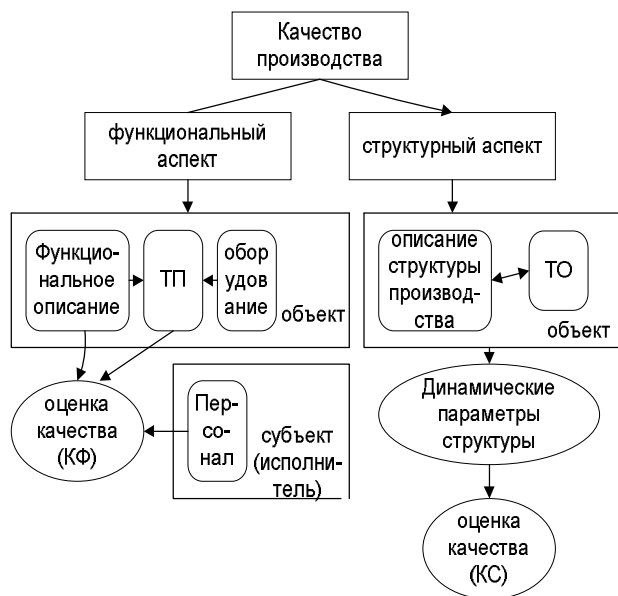 Качество
производства
функциональный
аспект
структурный аспект
Функцио-
нальное
описание
ТП
обор
удов
ание
объект
описание
структуры
производ-
ства
ТО
объект
оценка
качества
(КФ)
Пер-
со-
нал
субъект
(исполни-
тель)
Динамические
параметры
структуры
оценка
качества
(КС)